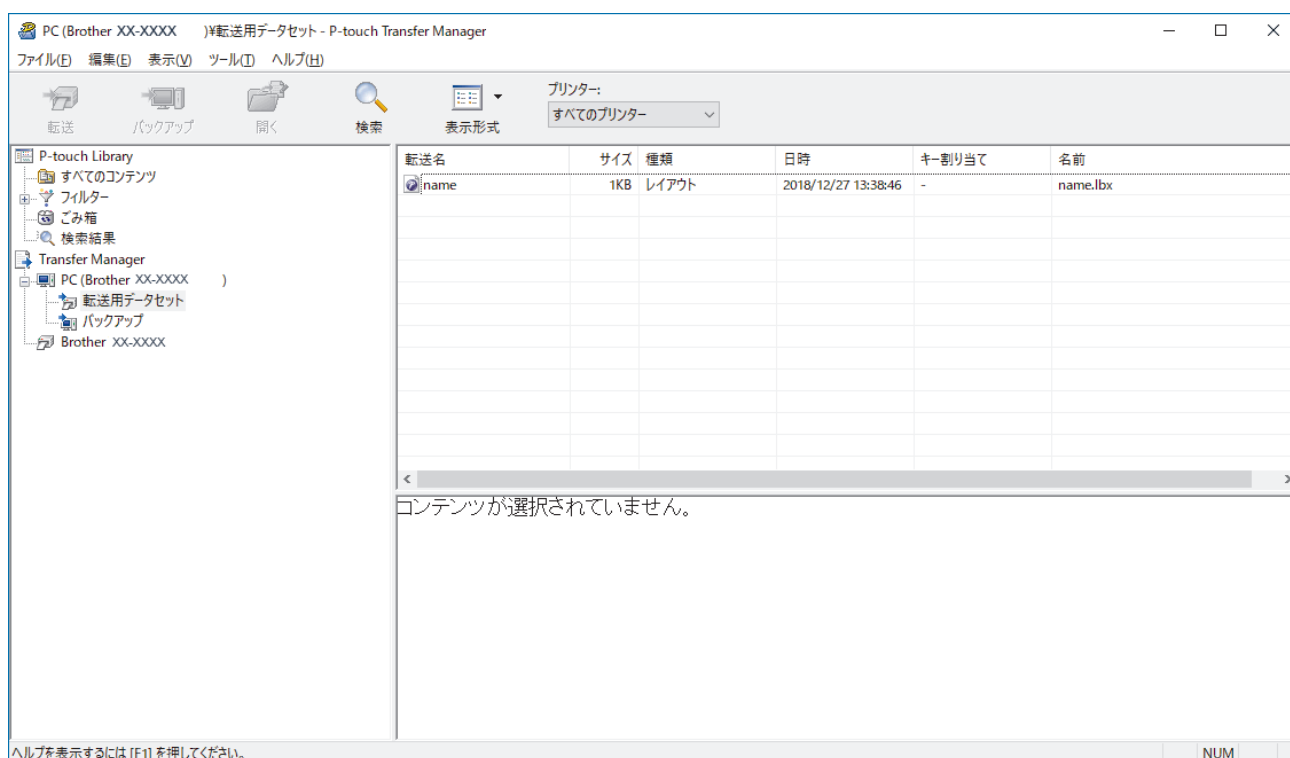 PC (Brother XX-XXXX )¥転送用データセット - P-touch Transfer Manager
ファイル(F) 編集(E) 表示(V) ツール(T) ヘルプ(H)
転送 バックアップ 開く 検索 表示形式
プリンター:
すべてのプリンター
P-touch Library
すべてのコンテンツ
フィルター
ごみ箱
検索結果
Transfer Manager
PC (Brother XX-XXXX )
転送用データセット
バックアップ
Brother XX-XXXX
転送名 サイズ 種類 日時 キー割り当て 名前
name 1KB レイアウト 2018/12/27 13:38:46 - name.lbx
コンテンツが選択されていません。
ヘルプを表示するには [F1] を押してください。 NUM